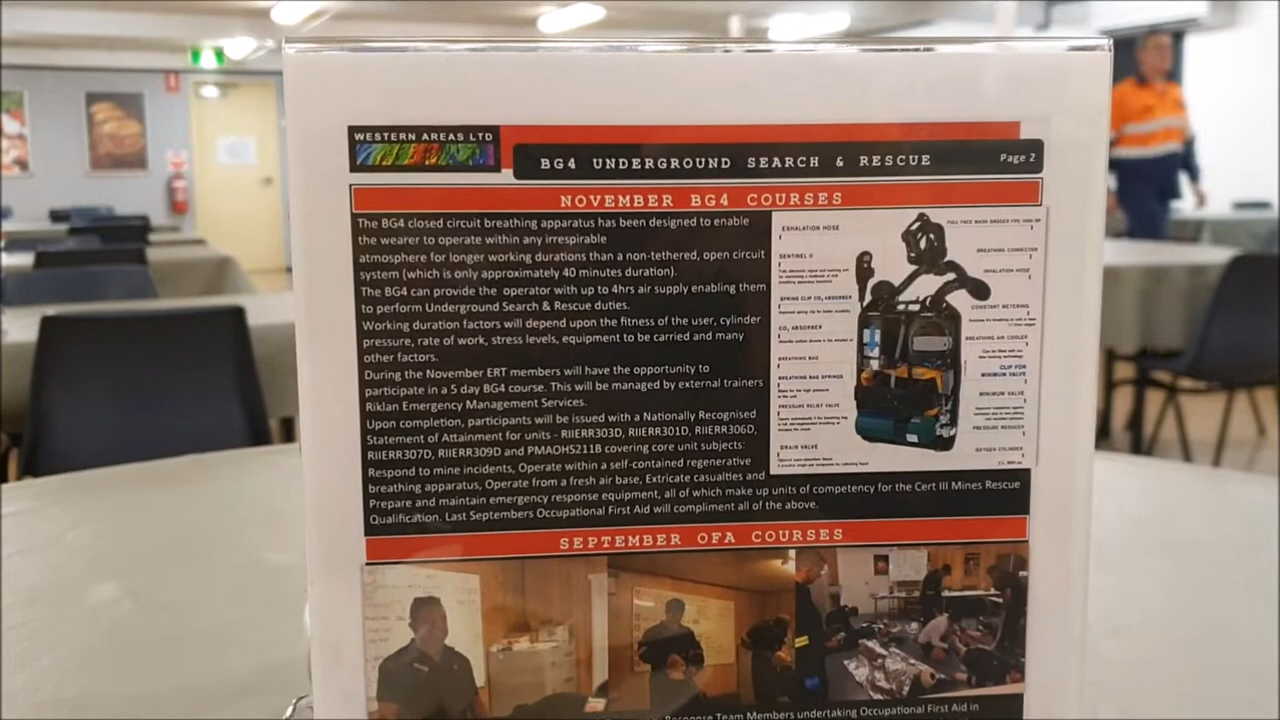 WESTERN AREAS LTD
BG4 UNDERGROUND SEARCH & RESCUE
Page 2
NOVEMBER BG4 COURSES
The BG4 closed circuit breathing apparatus has been designed to enable
the wearer to operate within any irrespirable
atmosphere for longer working durations than a non-tethered, open circuit
system (which is only approximately 40 minutes duration).
The BG4 can provide the operator with up to 4hrs air supply enabling them
to perform Underground Search & Rescue duties.
Working duration factors will depend upon the fitness of the user, cylinder
pressure, rate of work, stress levels, equipment to be carried and many
other factors.
During the November ERT members will have the opportunity to
participate in a 5 day BG4 course. This will be managed by external trainers
Riklan Emergency Management Services.
Upon completion, participants will be issued with a Nationally Recognised
Statement of Attainment for units - RIIERR303D, RIIERR301D, RIIERR306D,
RIIERR307D, RIIERR309D and PMAOHS211B covering core unit subjects:
Respond to mine incidents, Operate within a self-contained regenerative
breathing apparatus, Operate from a fresh air base, Extricate casualties and
Prepare and maintain emergency response equipment, all of which make up units of competency for the Cert III Mines Rescue
Qualification. Last Septembers Occupational First Aid will compliment all of the above.
EXHALATION HOSE
SENTINEL II
SPRING CLIP CO₂ ABSORBER
CO₂ ABSORBER
BREATHING BAG
BREATHING BAG SPRINGS
PRESSURE RELIEF VALVE
DRAIN VALVE
FULL FACE MASK DRAGER FPS 7000 RP
BREATHING CONNECTOR
INHALATION HOSE
CONSTANT METERING
BREATHING AIR COOLER
CLIP FOR
MINIMUM VALVE
MINIMUM VALVE
PRESSURE REDUCER
OXYGEN CYLINDER
SEPTEMBER OFA COURSES
Response Team Members undertaking Occupational First Aid in